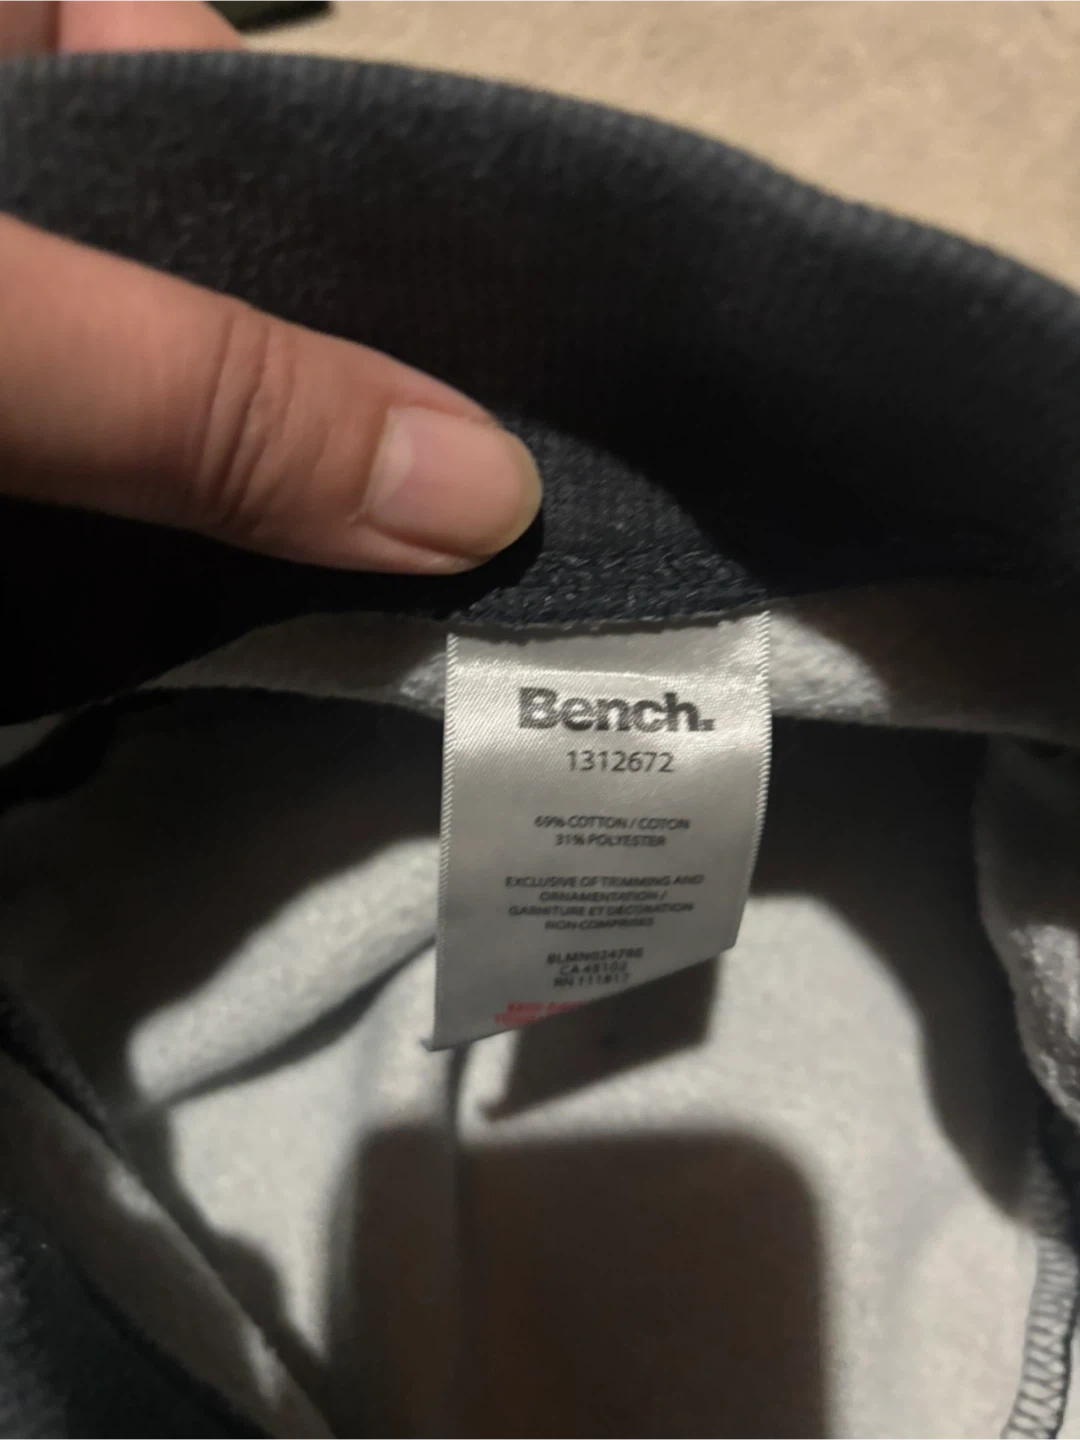 Bench.
1312672
69% COTTON / COTON
31% POLYESTER
EXCLUSIVE OF TRIMMING AND
ORNAMENTATION /
GARNITURE ET DÉCORATION
NON COMPRISES
CA 48102
RN 111817